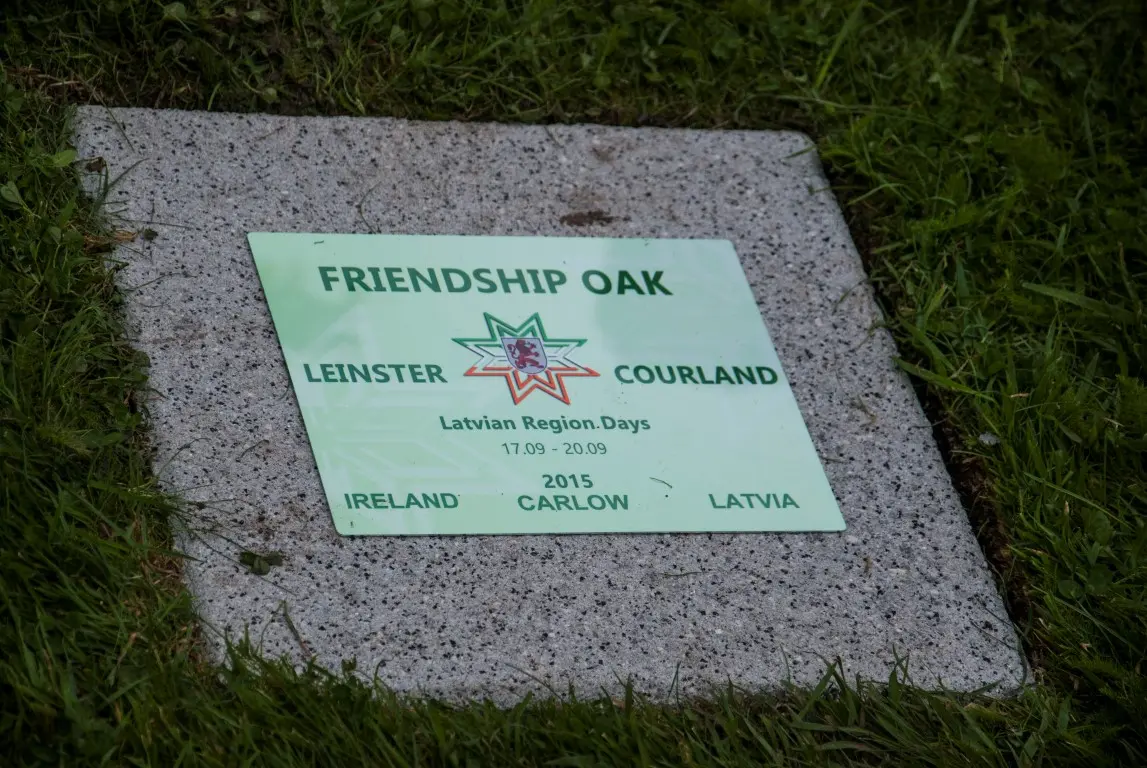 FRIENDSHIP OAK
LEINSTER COURLAND
Latvian Region Days
17.09 - 20.09
2015
IRELAND CARLOW LATVIA